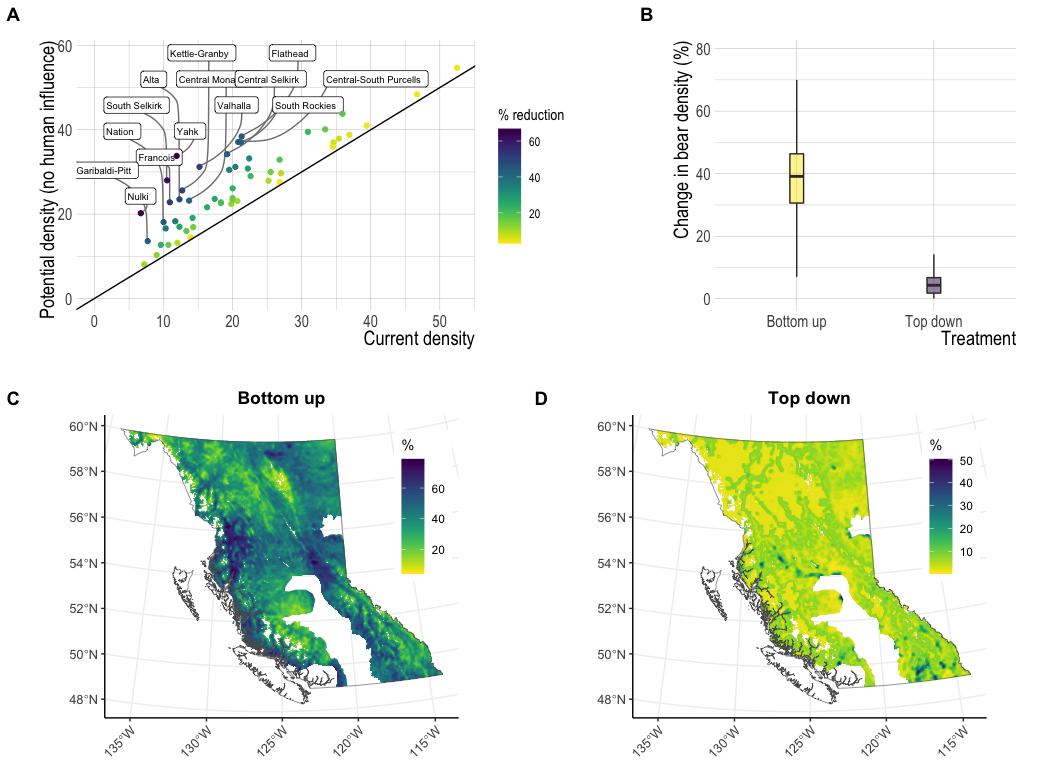 A
Potential density (no human influence)
60
40
20
0
Kettle-Granby
Flathead
Alta
Central Mona
Central Selkirk
Central-South Purcells
South Selkirk
Valhalla
South Rockies
Nation
Yahk
Francois
Garibaldi-Pitt
Nulki
0 10 20 30 40 50
Current density
% reduction
60
40
20
B
Change in bear density (%)
80
60
40
20
0
Bottom up Top down
Treatment
C
Bottom up
60°N
58°N
56°N
54°N
52°N
50°N
48°N
135°W 130°W 125°W 120°W 115°W
%
60
40
20
D
Top down
60°N
58°N
56°N
54°N
52°N
50°N
48°N
135°W 130°W 125°W 120°W 115°W
%
50
40
30
20
10